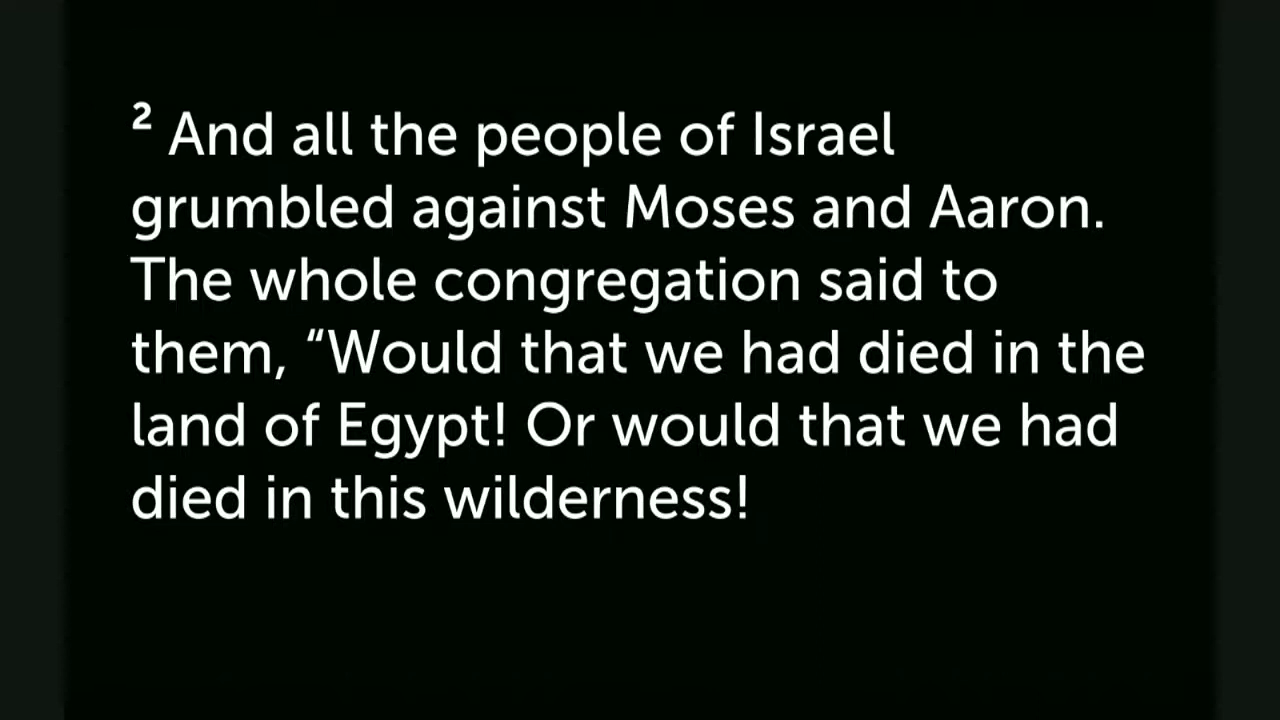 ² And all the people of Israel
grumbled against Moses and Aaron.
The whole congregation said to
them, “Would that we had died in the
land of Egypt! Or would that we had
died in this wilderness!